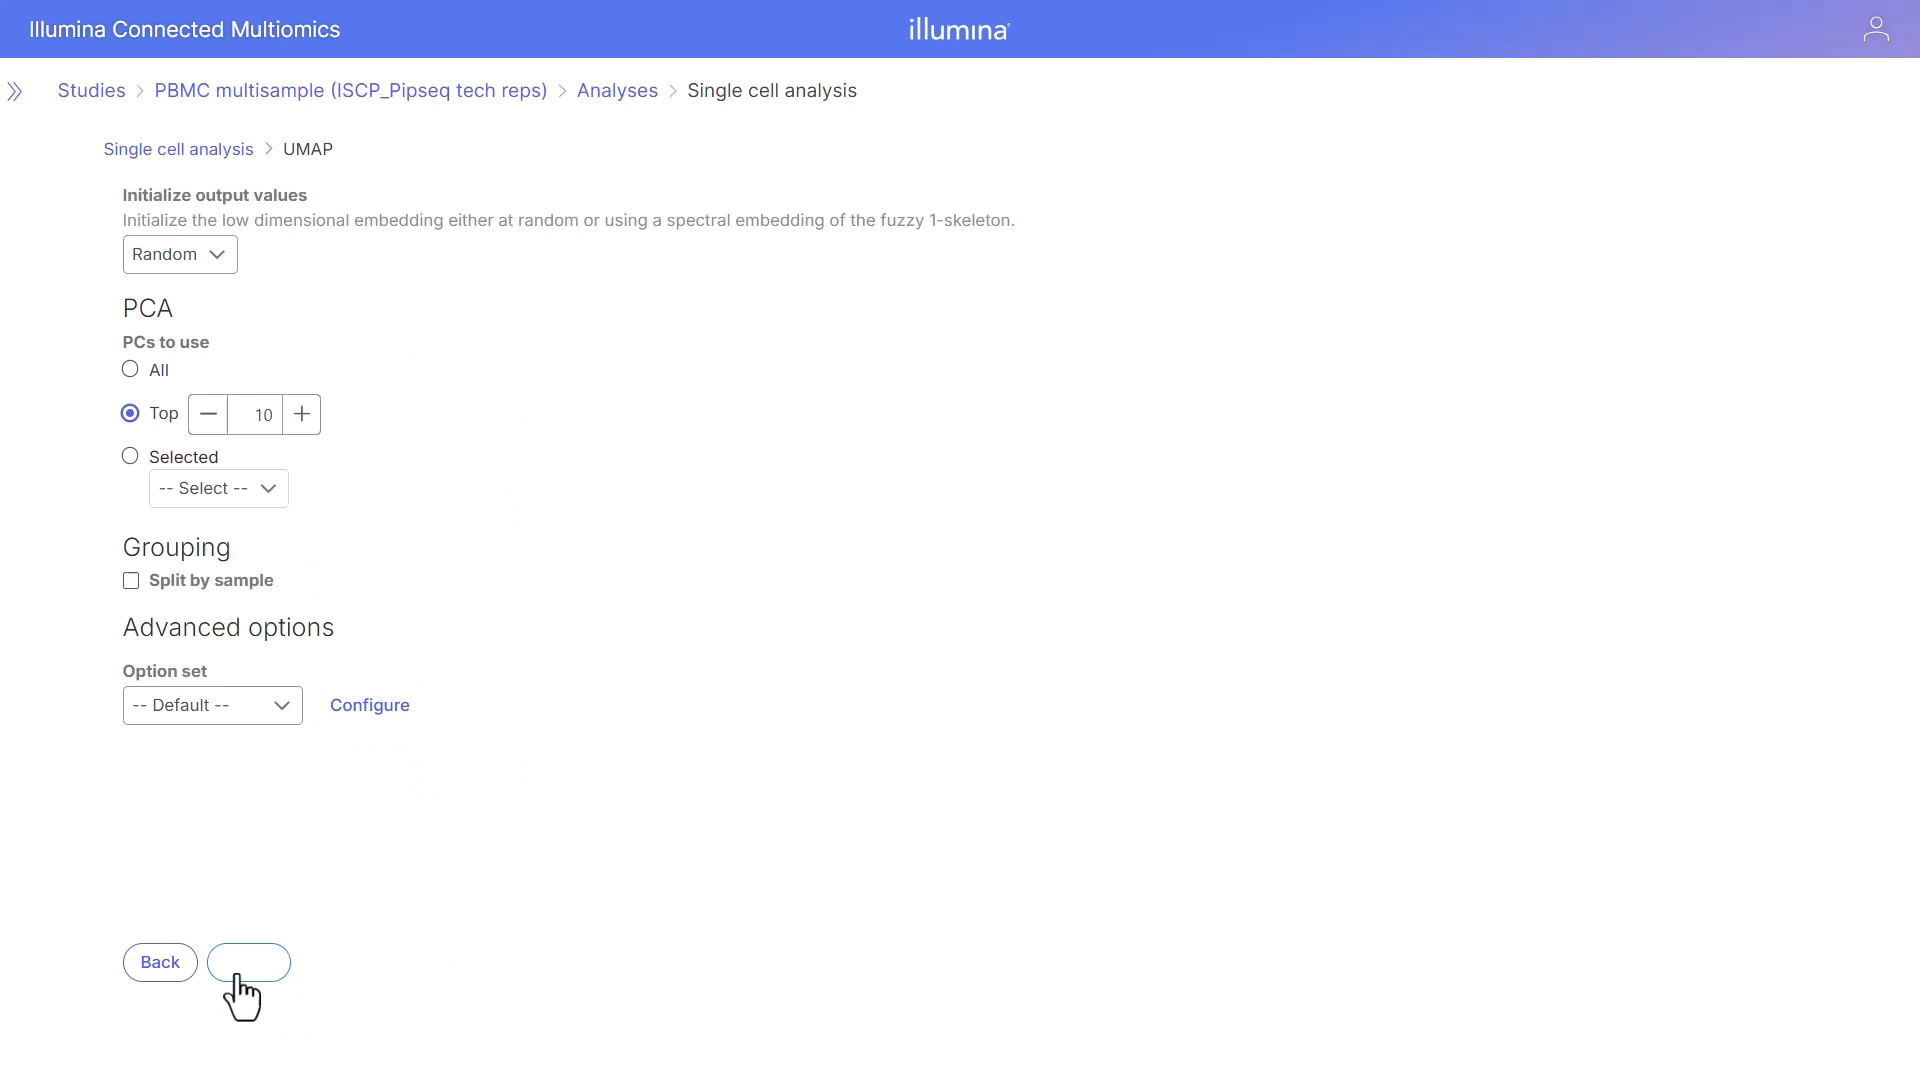 Illumina Connected Multiomics
illumina
Studies > PBMC multisample (ISCP_Pipseq tech reps) > Analyses > Single cell analysis
Single cell analysis > UMAP
Initialize output values
Initialize the low dimensional embedding either at random or using a spectral embedding of the fuzzy 1-skeleton.
Random
PCA
PCs to use
All
Top 10
Selected
-- Select --
Grouping
Split by sample
Advanced options
Option set
-- Default -- Configure
Back